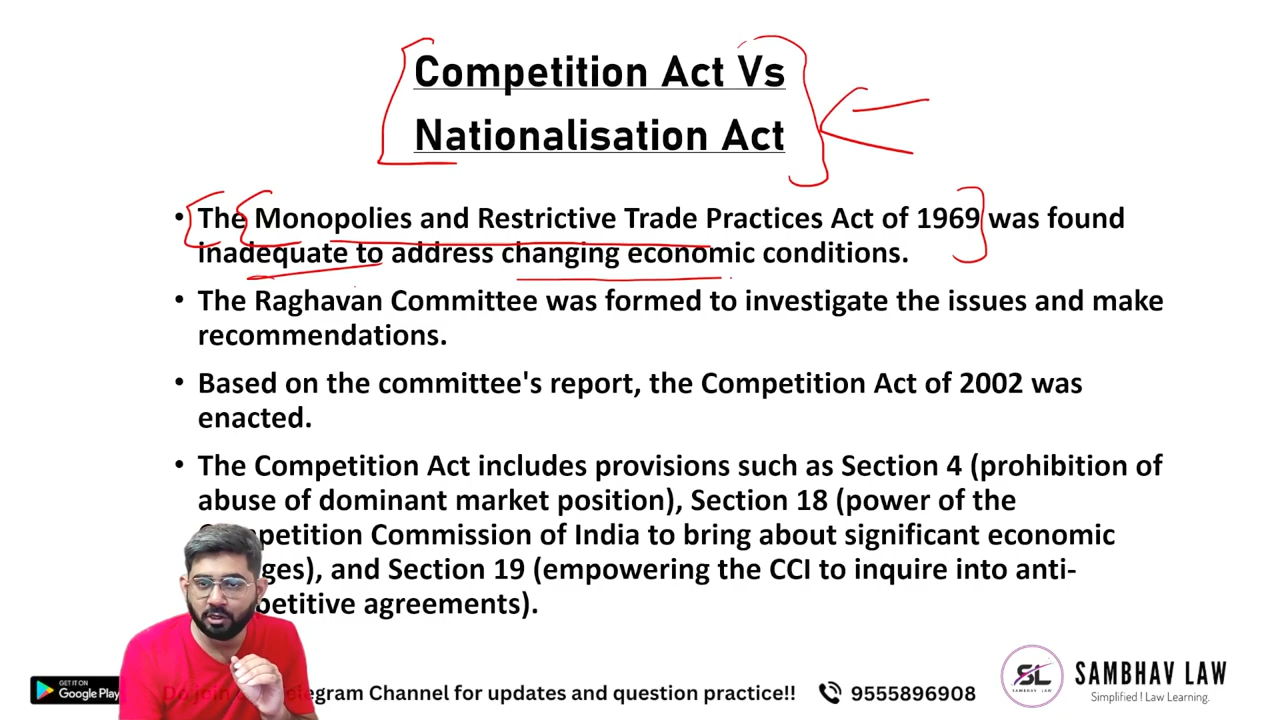 Competition Act Vs
Nationalisation Act
• The Monopolies and Restrictive Trade Practices Act of 1969 was found
inadequate to address changing economic conditions.
• The Raghavan Committee was formed to investigate the issues and make
recommendations.
• Based on the committee's report, the Competition Act of 2002 was
enacted.
• The Competition Act includes provisions such as Section 4 (prohibition of
abuse of dominant market position), Section 18 (power of the
Commission of India to bring about significant economic
and Section 19 (empowering the CCI to inquire into anti-
agreements).
GET IT ON
Google Play
Channel for updates and question practice!!
9555896908
SL
SAMBHAV LAW
SAMBHAV LAW
Simplified ! Law Learning.